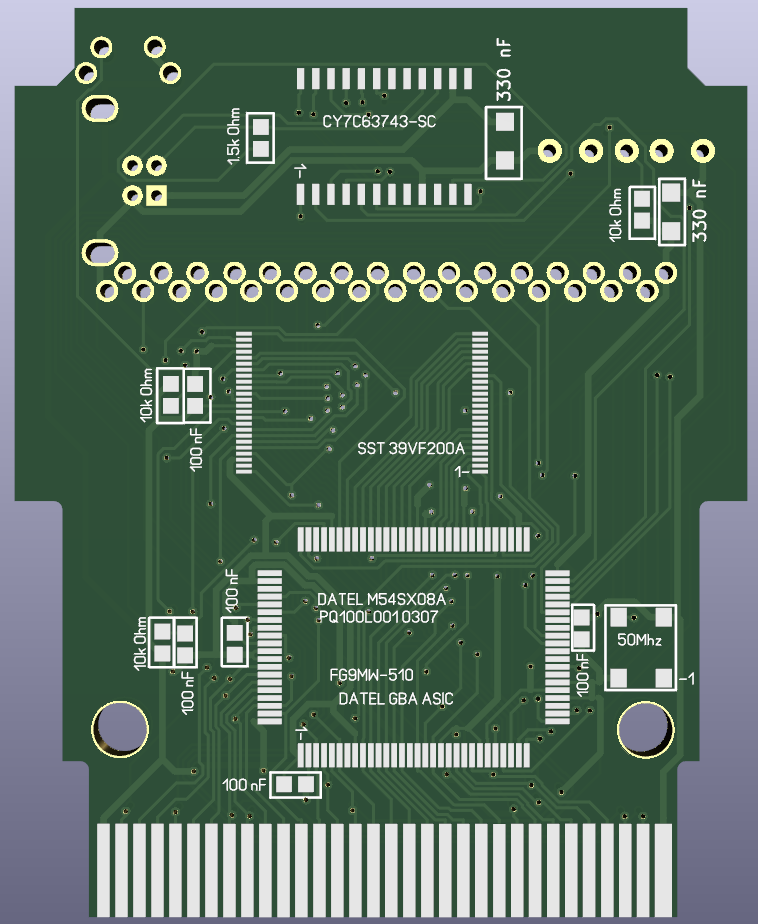 330 nF
1.5k Ohm
CY7C63743-SC
-1
10k Ohm
330 nF
10k Ohm
100 nF
SST 39VF200A
1-
100 nF
DATEL M54SX08A
PQ100L001 0307
10k Ohm
100 nF
50Mhz
100 nF
FG9MW-510
-1
DATEL GBA ASIC
-1
100 nF